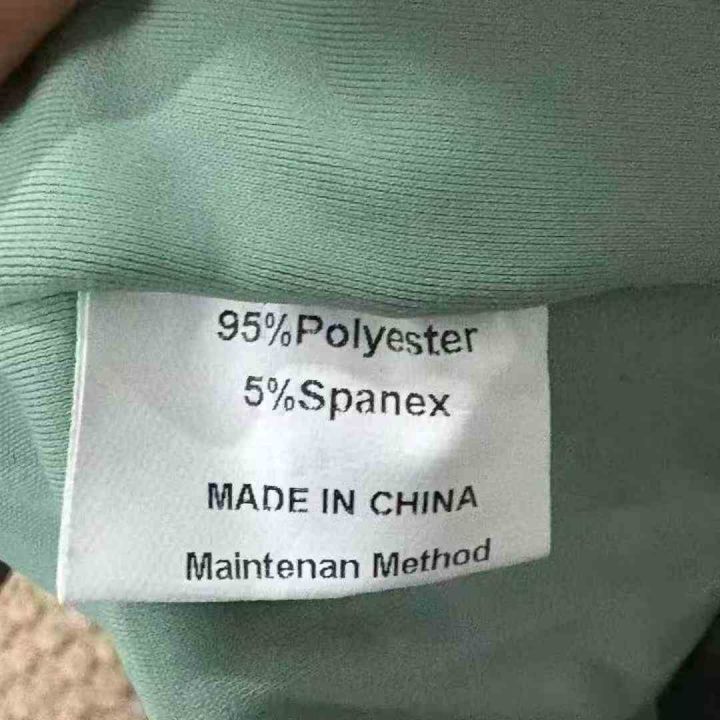 95%Polyester
5%Spanex
MADE IN CHINA
Maintenan Method